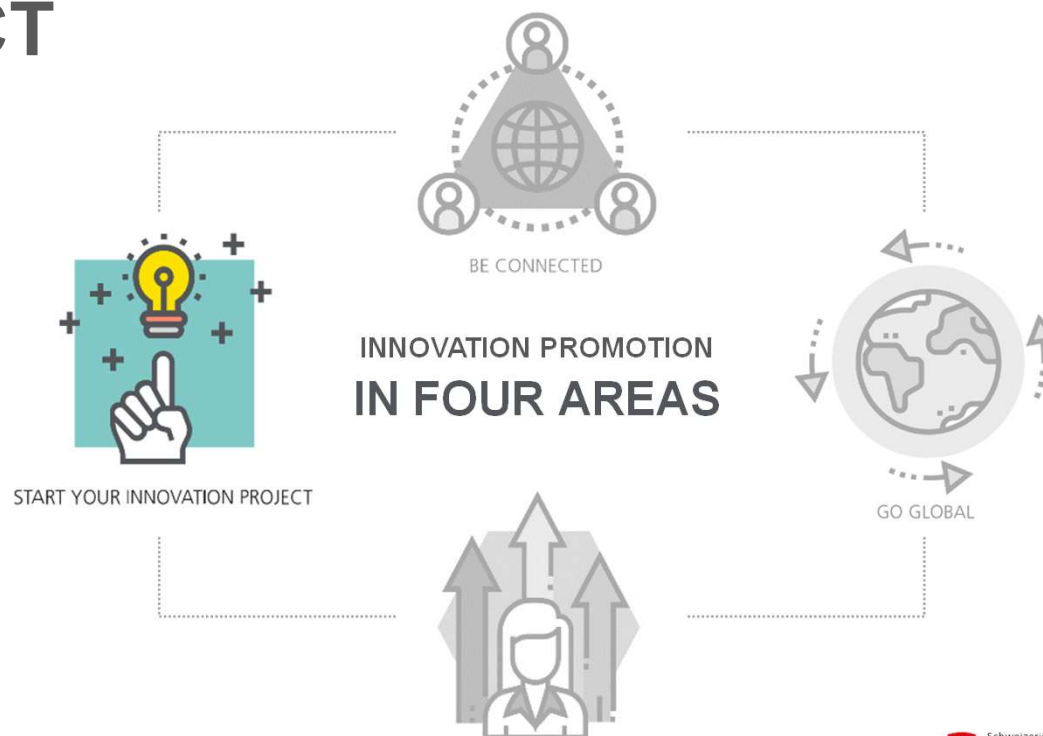 CT
BE CONNECTED
INNOVATION PROMOTION
IN FOUR AREAS
START YOUR INNOVATION PROJECT
GO GLOBAL